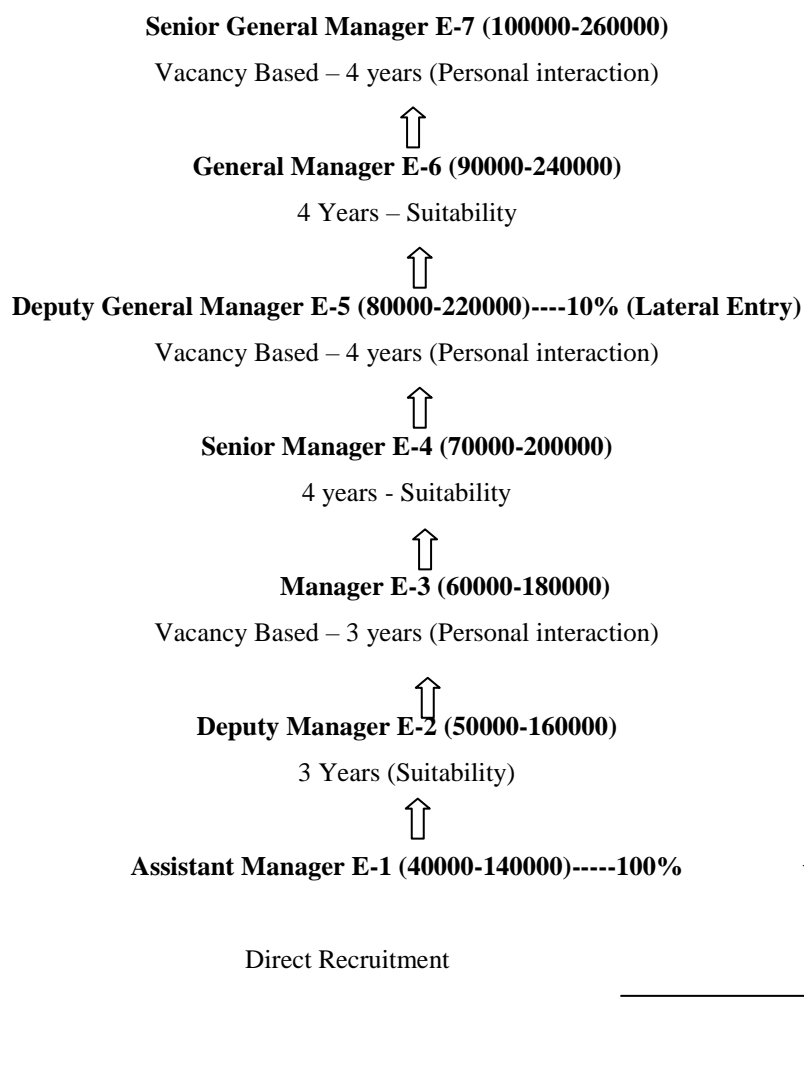 Senior General Manager E-7 (100000-260000)
Vacancy Based – 4 years (Personal interaction)
General Manager E-6 (90000-240000)
4 Years – Suitability
Deputy General Manager E-5 (80000-220000)----10% (Lateral Entry)
Vacancy Based – 4 years (Personal interaction)
Senior Manager E-4 (70000-200000)
4 years - Suitability
Manager E-3 (60000-180000)
Vacancy Based – 3 years (Personal interaction)
Deputy Manager E-2 (50000-160000)
3 Years (Suitability)
Assistant Manager E-1 (40000-140000)-----100%
Direct Recruitment